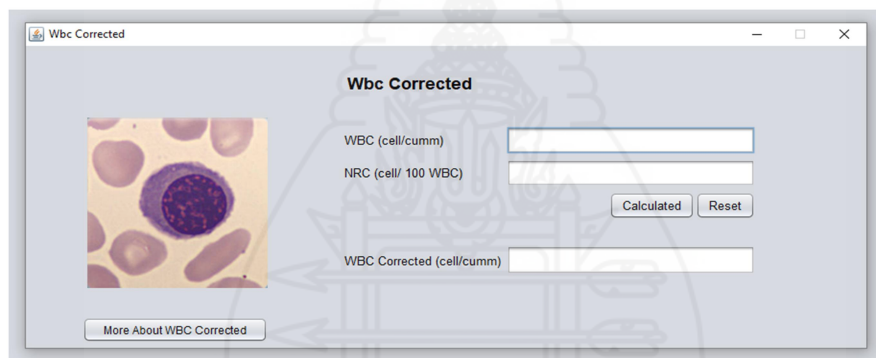 Wbc Corrected
Wbc Corrected
WBC (cell/cumm)
NRC (cell/ 100 WBC)
Calculated Reset
WBC Corrected (cell/cumm)
More About WBC Corrected